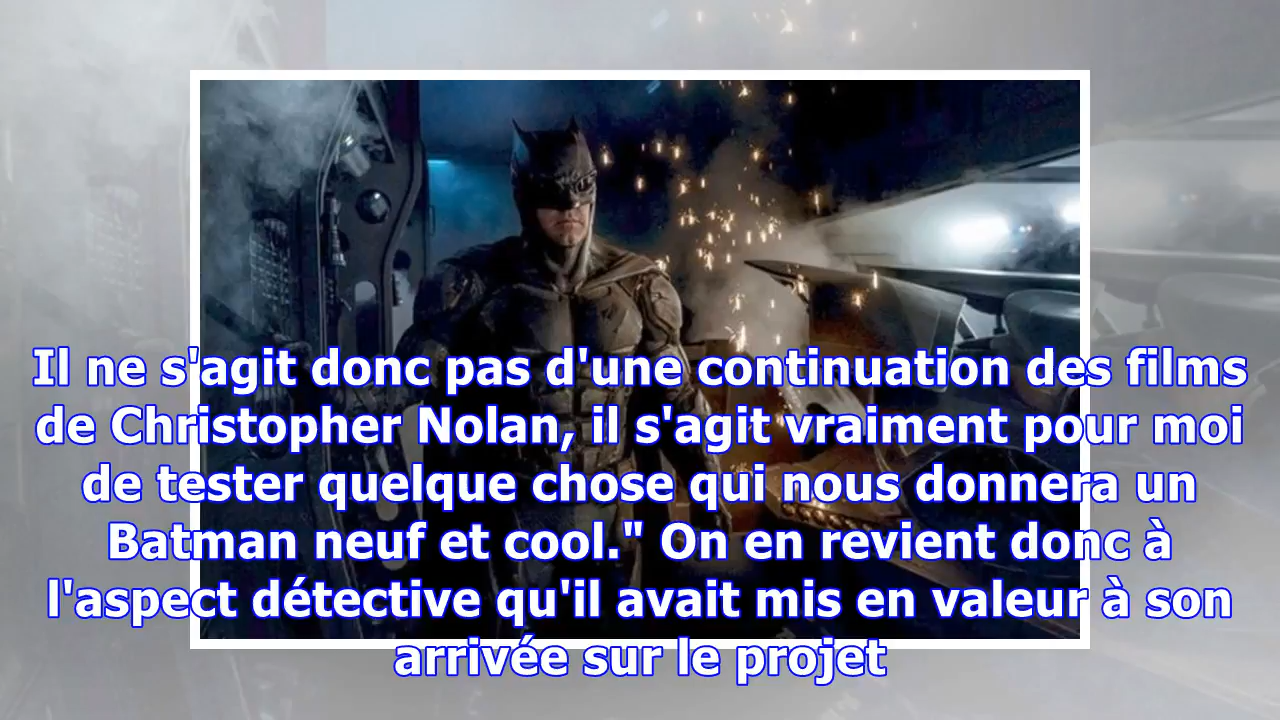 Il ne s'agit donc pas d'une continuation des films
de Christopher Nolan, il s'agit vraiment pour moi
de tester quelque chose qui nous donnera un
Batman neuf et cool." On en revient donc à
l'aspect détective qu'il avait mis en valeur à son
arrivée sur le projet